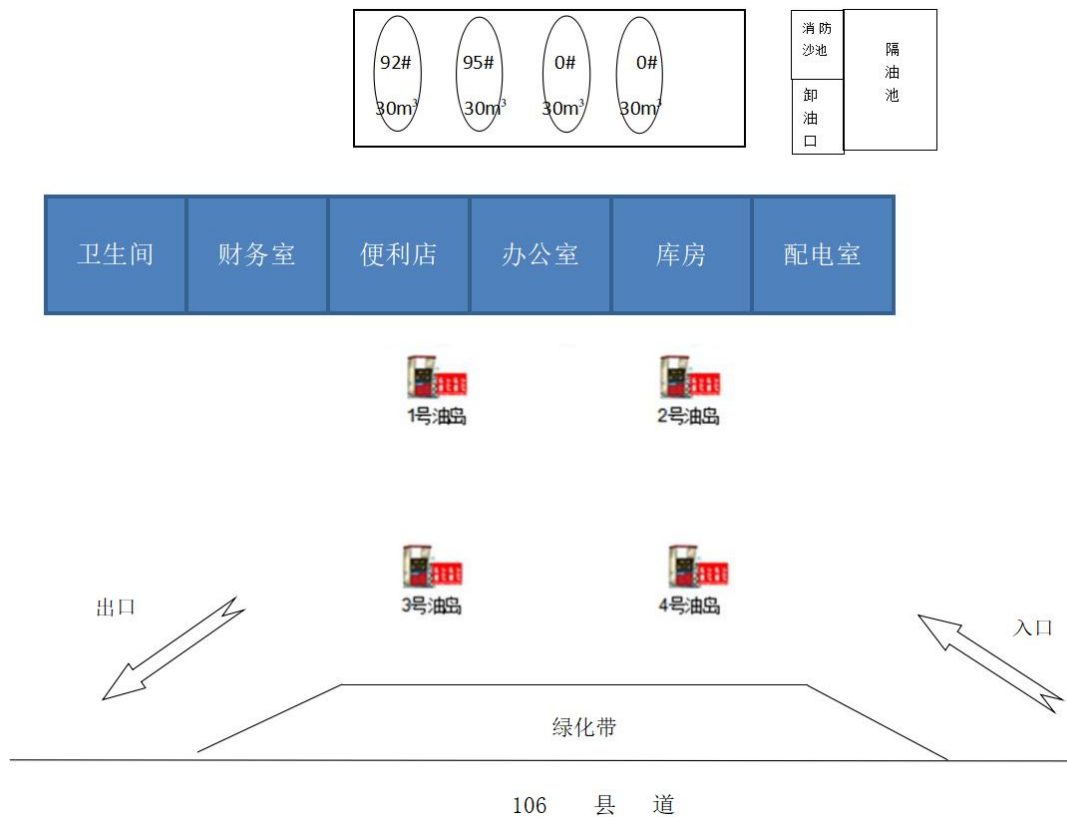 92# 95# 0# 0#
30m³ 30m³ 30m³ 30m³
消防
沙池
卸
油
口
隔
油
池
卫生间 财务室 便利店 办公室 库房 配电室
1号油岛 2号油岛
3号油岛 4号油岛
出口
入口
绿化带
106 县 道